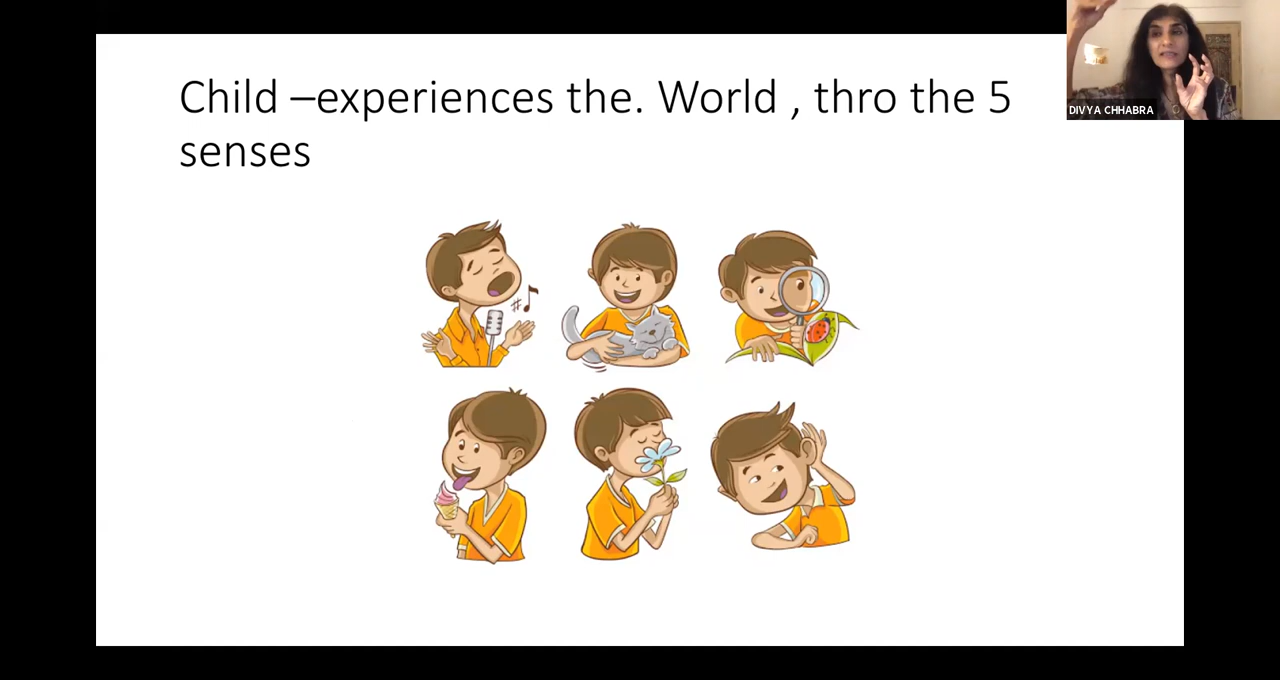 Child –experiences the. World , thro the 5
senses
DIVYA CHHABRA